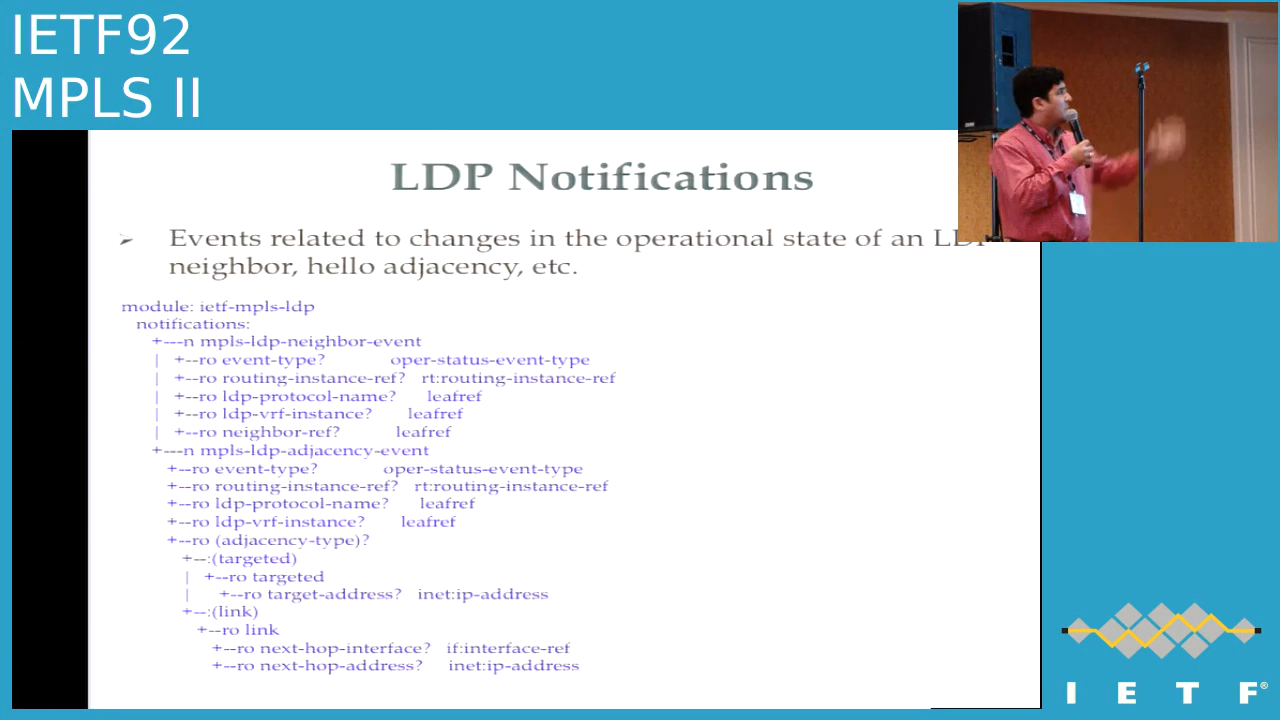 IETF92
MPLS II
LDP Notifications
➢ Events related to changes in the operational state of an LDP
neighbor, hello adjacency, etc.
module: ietf-mpls-ldp
notifications:
+---n mpls-ldp-neighbor-event
| +--ro event-type? oper-status-event-type
| +--ro routing-instance-ref? rt:routing-instance-ref
| +--ro ldp-protocol-name? leafref
| +--ro ldp-vrf-instance? leafref
| +--ro neighbor-ref? leafref
+---n mpls-ldp-adjacency-event
+--ro event-type? oper-status-event-type
+--ro routing-instance-ref? rt:routing-instance-ref
+--ro ldp-protocol-name? leafref
+--ro ldp-vrf-instance? leafref
+--ro (adjacency-type)?
+--:(targeted)
| +--ro targeted
| +--ro target-address? inet:ip-address
+--:(link)
+--ro link
+--ro next-hop-interface? if:interface-ref
+--ro next-hop-address? inet:ip-address
I E T F®